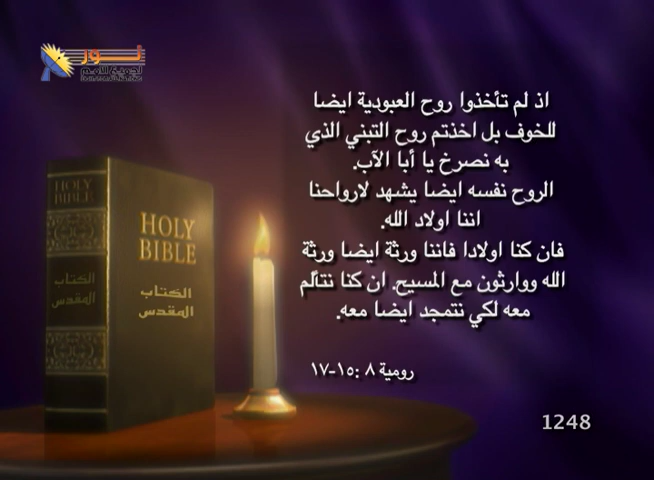 نور
لجميع الأمم
اذ لم تأخذوا روح العبودية ايضا
للخوف بل اخذتم روح التبني الذي
به نصرخ يا أبا الآب.
الروح نفسه ايضا يشهد لارواحنا
اننا اولاد الله.
فان كنا اولادا فاننا ورثة ايضا ورثة
الله ووارثون مع المسيح. ان كنا نتألم
معه لكي نتمجد ايضا معه.
رومية ٨ :١٥-١٧
HOLY
BIBLE
الكتاب
المقدس
HOLY
BIBLE
الكتاب
المقدس
1248